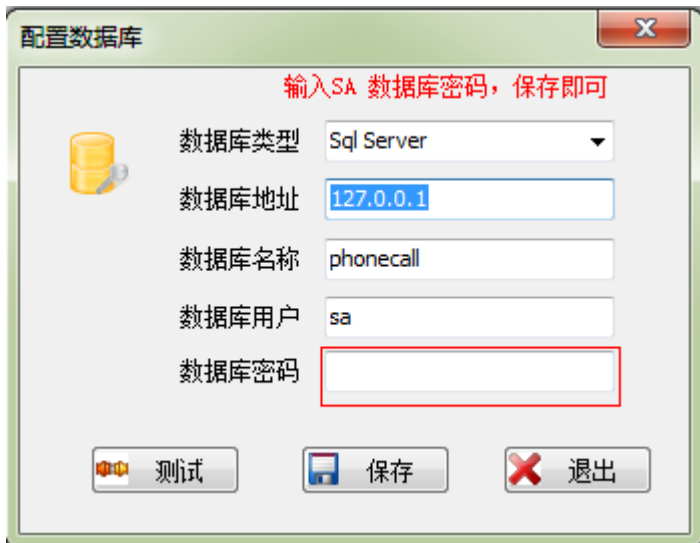 配置数据库
输入SA 数据库密码，保存即可
数据库类型 Sql Server
数据库地址 127.0.0.1
数据库名称 phonecall
数据库用户 sa
数据库密码
测试 保存 退出